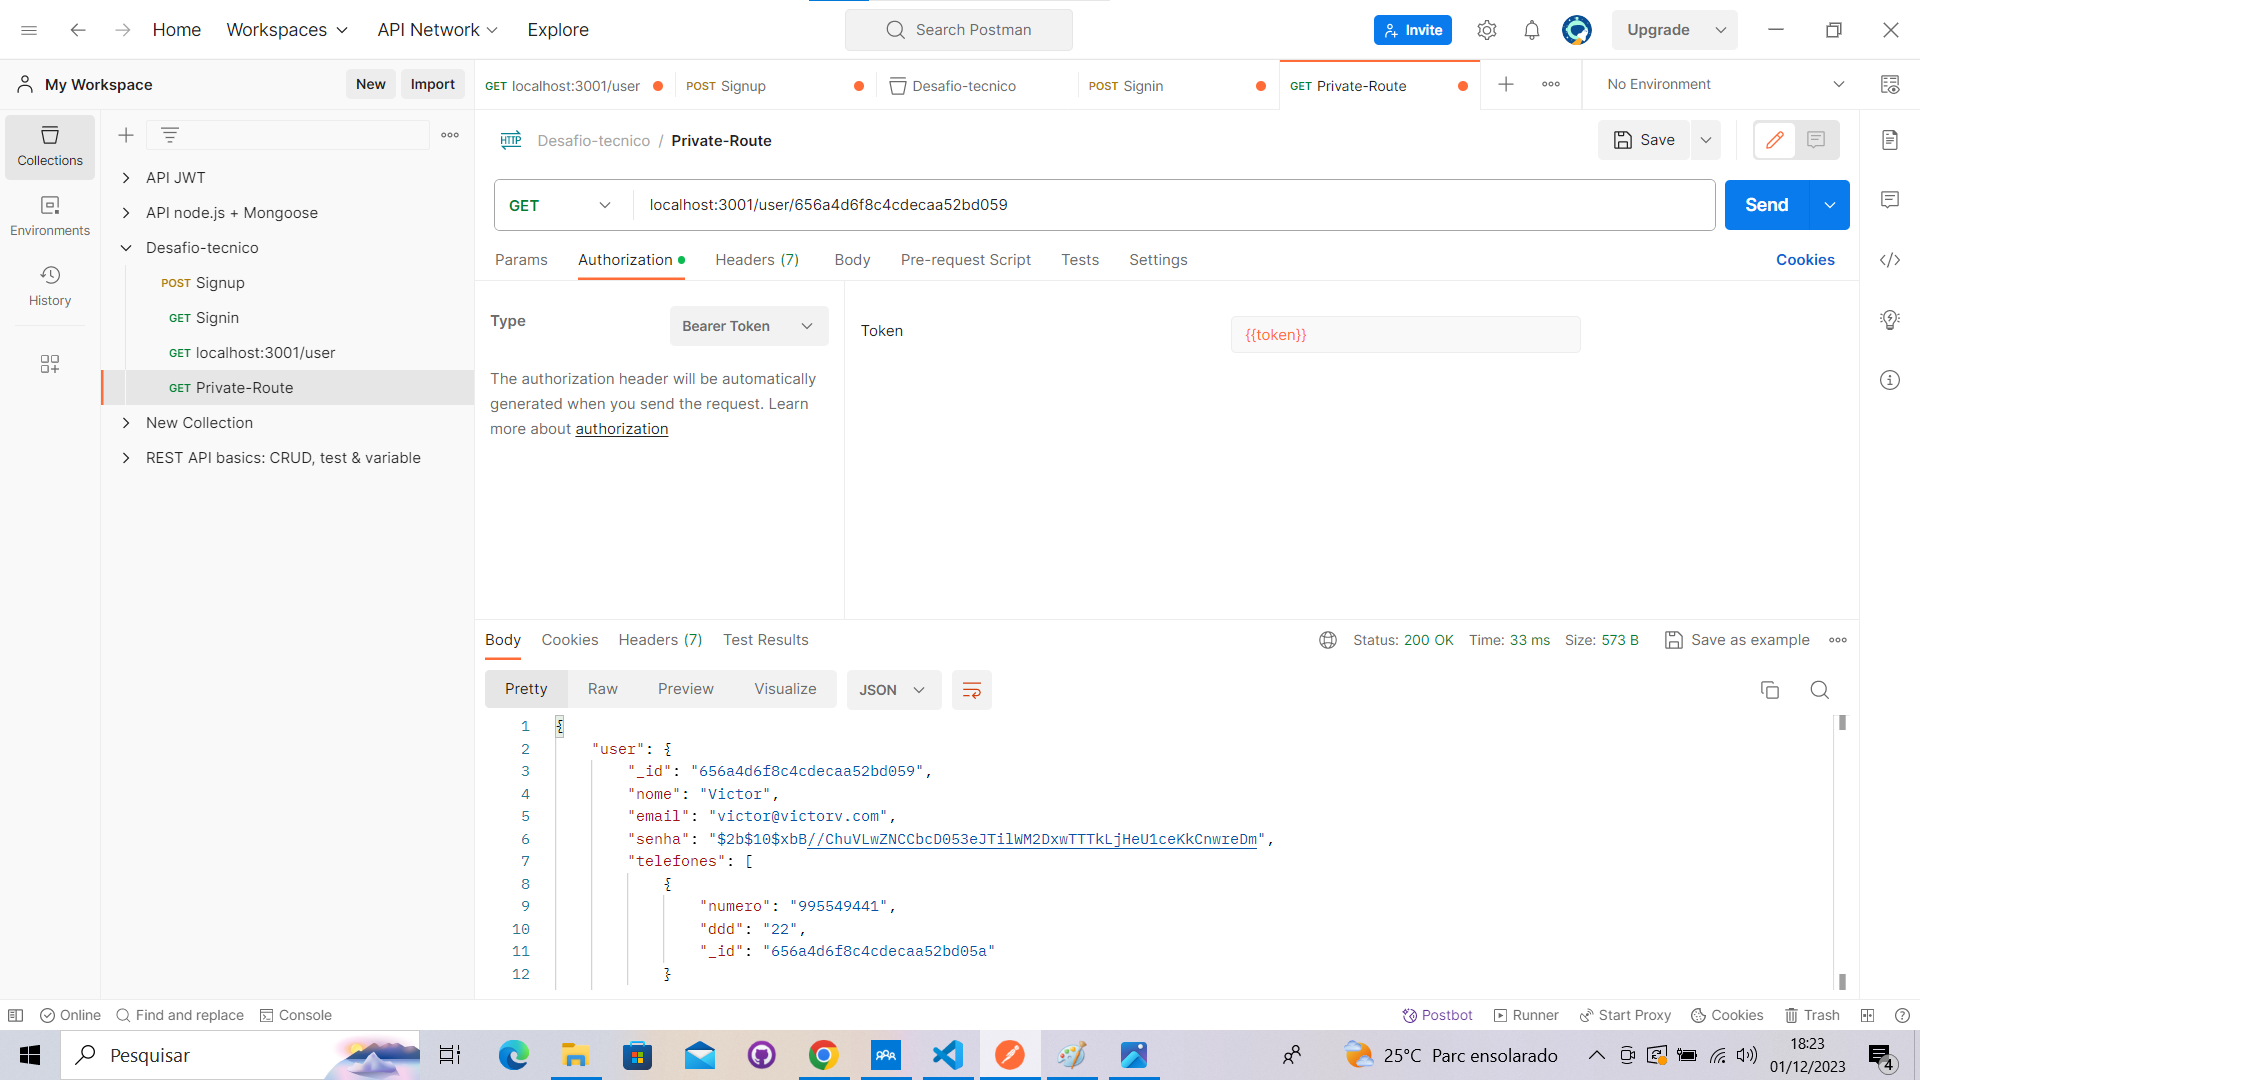 Home Workspaces API Network Explore Search Postman Invite Upgrade
My Workspace New Import GET localhost:3001/user POST Signup Desafio-tecnico POST Signin GET Private-Route No Environment
Collections
Environments
History
API JWT
API node.js + Mongoose
Desafio-tecnico
POST Signup
GET Signin
GET localhost:3001/user
GET Private-Route
New Collection
REST API basics: CRUD, test & variable
HTTP Desafio-tecnico / Private-Route Save
GET localhost:3001/user/656a4d6f8c4cdecaa52bd059 Send
Params Authorization Headers (7) Body Pre-request Script Tests Settings Cookies
Type Bearer Token
The authorization header will be automatically
generated when you send the request. Learn
more about authorization
Token {{token}}
Body Cookies Headers (7) Test Results Status: 200 OK Time: 33 ms Size: 573 B Save as example
Pretty Raw Preview Visualize JSON
1 {
2 "user": {
3 "_id": "656a4d6f8c4cdecaa52bd059",
4 "nome": "Victor",
5 "email": "victor@victorv.com",
6 "senha": "$2b$10$xbB//ChuVLwZNCCbcD053eJTilWM2DxwTTTkLjHeU1ceKkCnwreDm",
7 "telefones": [
8 {
9 "numero": "995549441",
10 "ddd": "22",
11 "_id": "656a4d6f8c4cdecaa52bd05a"
12 }
Online Find and replace Console Postbot Runner Start Proxy Cookies Trash
Pesquisar 25°C Parc ensolarado 18:23
01/12/2023 4